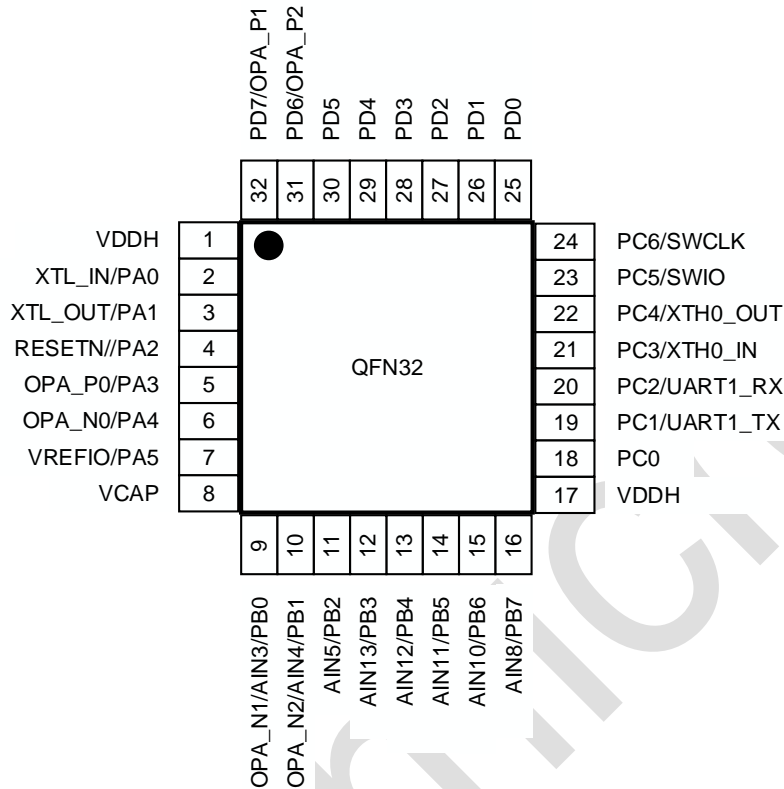 PD7/OPA_P1
PD6/OPA_P2
PD5
PD4
PD3
PD2
PD1
PD0
32
31
30
29
28
27
26
25
VDDH 1
XTL_IN/PA0 2
XTL_OUT/PA1 3
RESETN//PA2 4
OPA_P0/PA3 5
OPA_N0/PA4 6
VREFIO/PA5 7
VCAP 8
QFN32
24 PC6/SWCLK
23 PC5/SWIO
22 PC4/XTH0_OUT
21 PC3/XTH0_IN
20 PC2/UART1_RX
19 PC1/UART1_TX
18 PC0
17 VDDH
9
10
11
12
13
14
15
16
OPA_N1/AIN3/PB0
OPA_N2/AIN4/PB1
AIN5/PB2
AIN13/PB3
AIN12/PB4
AIN11/PB5
AIN10/PB6
AIN8/PB7